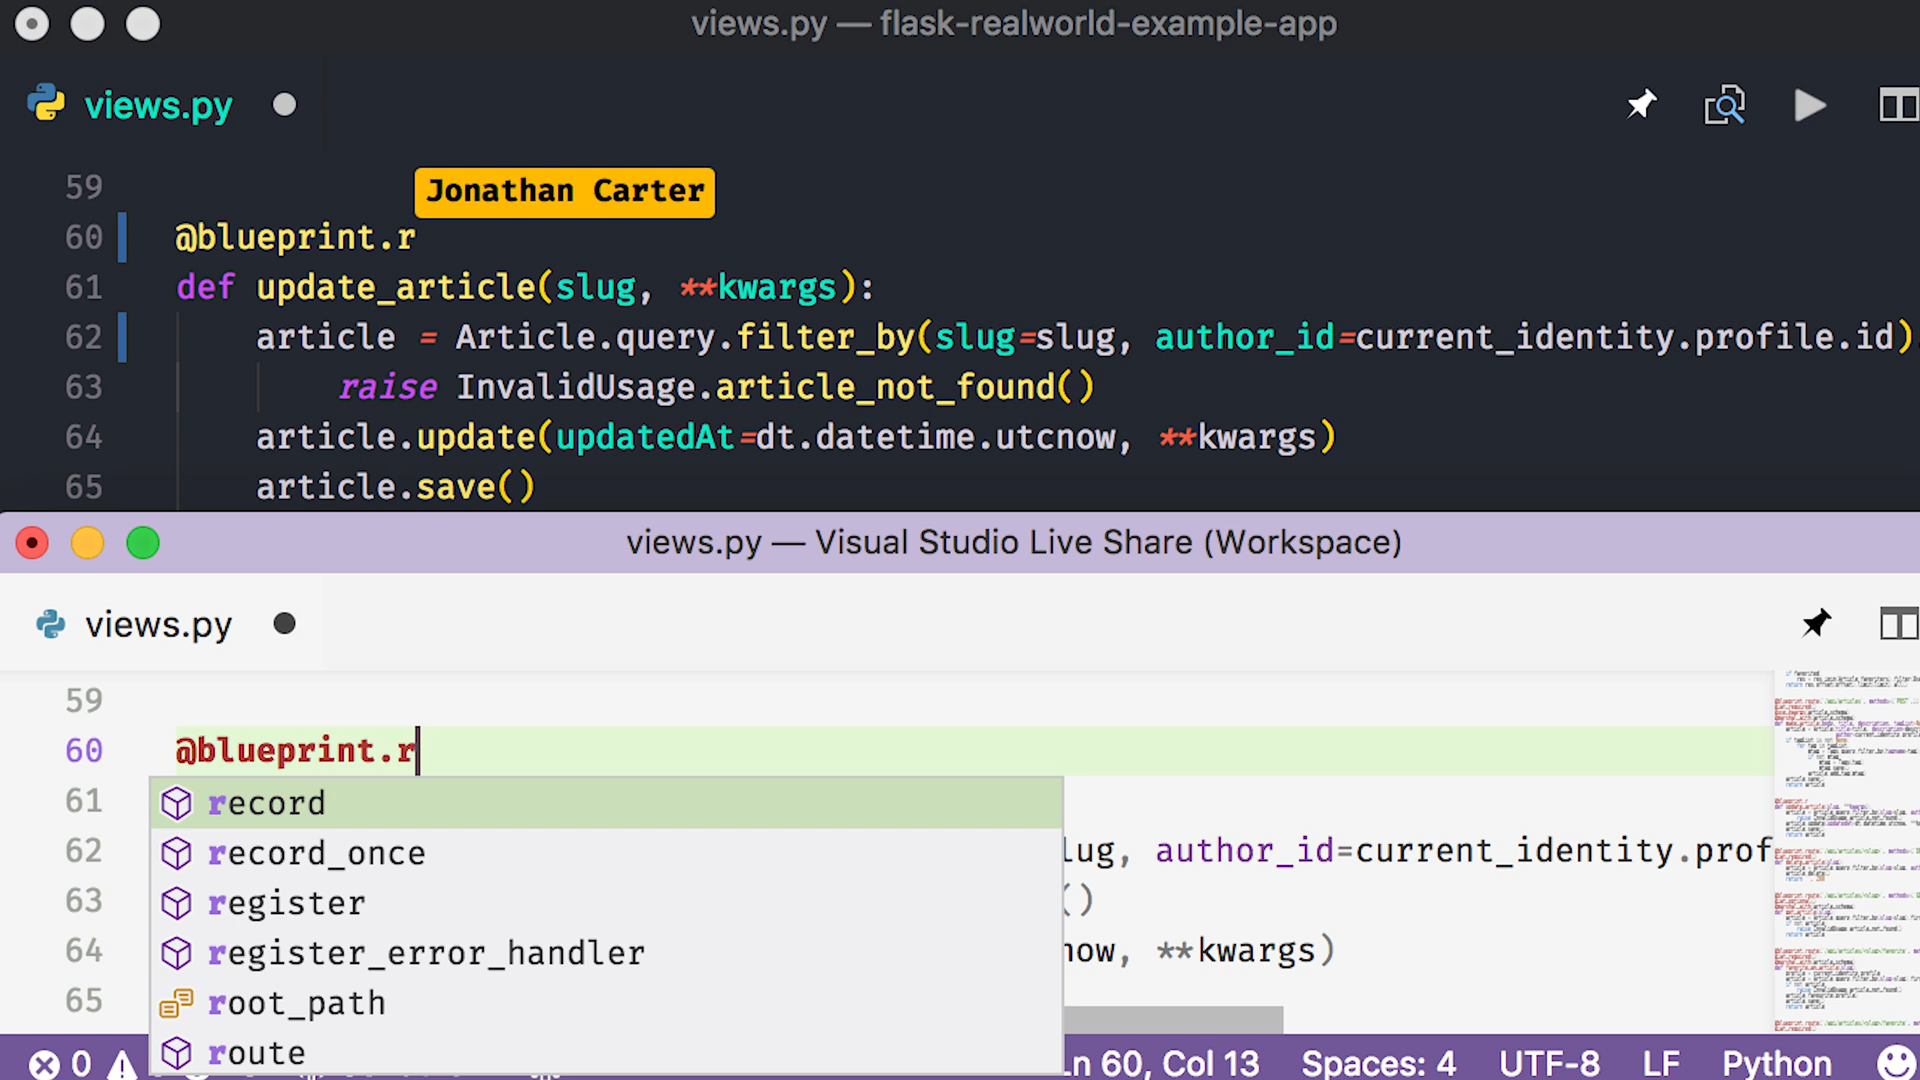 views.py — flask-realworld-example-app
views.py
59
Jonathan Carter
60 @blueprint.r
61 def update_article(slug, **kwargs):
62 article = Article.query.filter_by(slug=slug, author_id=current_identity.profile.id)
63 raise InvalidUsage.article_not_found()
64 article.update(updatedAt=dt.datetime.utcnow, **kwargs)
65 article.save()
views.py — Visual Studio Live Share (Workspace)
views.py
59
60 @blueprint.r
61 record
62 record_once lug, author_id=current_identity.prof
63 register ()
64 register_error_handler now, **kwargs)
65 root_path
route
0 Ln 60, Col 13 Spaces: 4 UTF-8 LF Python